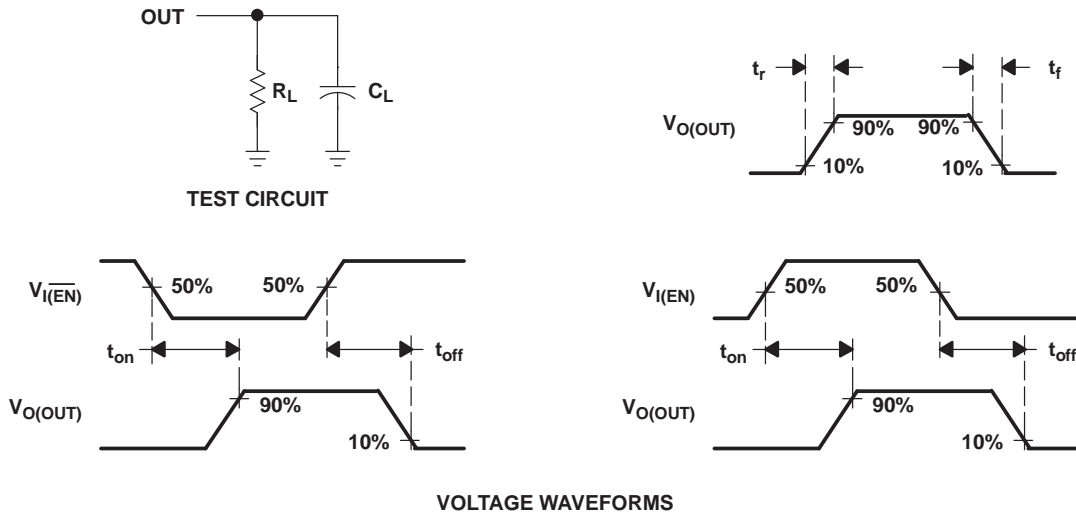 OUT
R_L
C_L
TEST CIRCUIT
t_r
t_f
V_O(OUT)
90%
90%
10%
10%
V_I(E̅N̅)
50%
50%
t_on
t_off
V_O(OUT)
90%
10%
V_I(EN)
50%
50%
t_on
t_off
V_O(OUT)
90%
10%
VOLTAGE WAVEFORMS